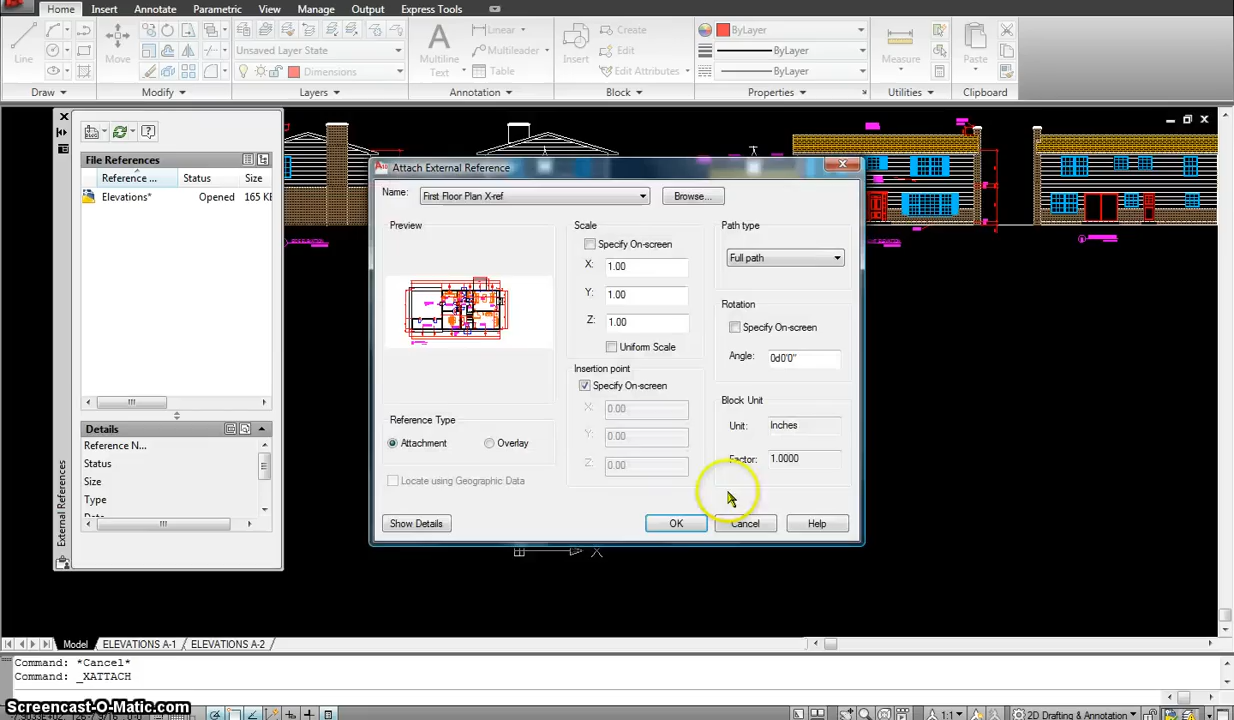 Home Insert Annotate Parametric View Manage Output Express Tools
Line
Move
Unsaved Layer State
Dimensions
Multiline
Text
Linear
Multileader
Table
Insert
Create
Edit
Edit Attributes
ByLayer
ByLayer
ByLayer
Measure
Paste
Draw Modify Layers Annotation Block Properties Utilities Clipboard
File References
Reference ... Status Size
Elevations* Opened 165 KE
Details
Reference N...
Status
Size
Type
External References
Attach External Reference
Name: First Floor Plan X-ref Browse...
Preview
Scale
Specify On-screen
X: 1.00
Y: 1.00
Z: 1.00
Uniform Scale
Path type
Full path
Rotation
Specify On-screen
Angle: 0d0'0"
Insertion point
Specify On-screen
X: 0.00
Y: 0.00
Z: 0.00
Block Unit
Unit: Inches
Factor: 1.0000
Reference Type
Attachment Overlay
Locate using Geographic Data
Show Details OK Cancel Help
X
Model ELEVATIONS A-1 ELEVATIONS A-2
Command: *Cancel*
Command: _XATTACH
Screencast-O-Matic.com
1:1 2D Drafting & Annotation